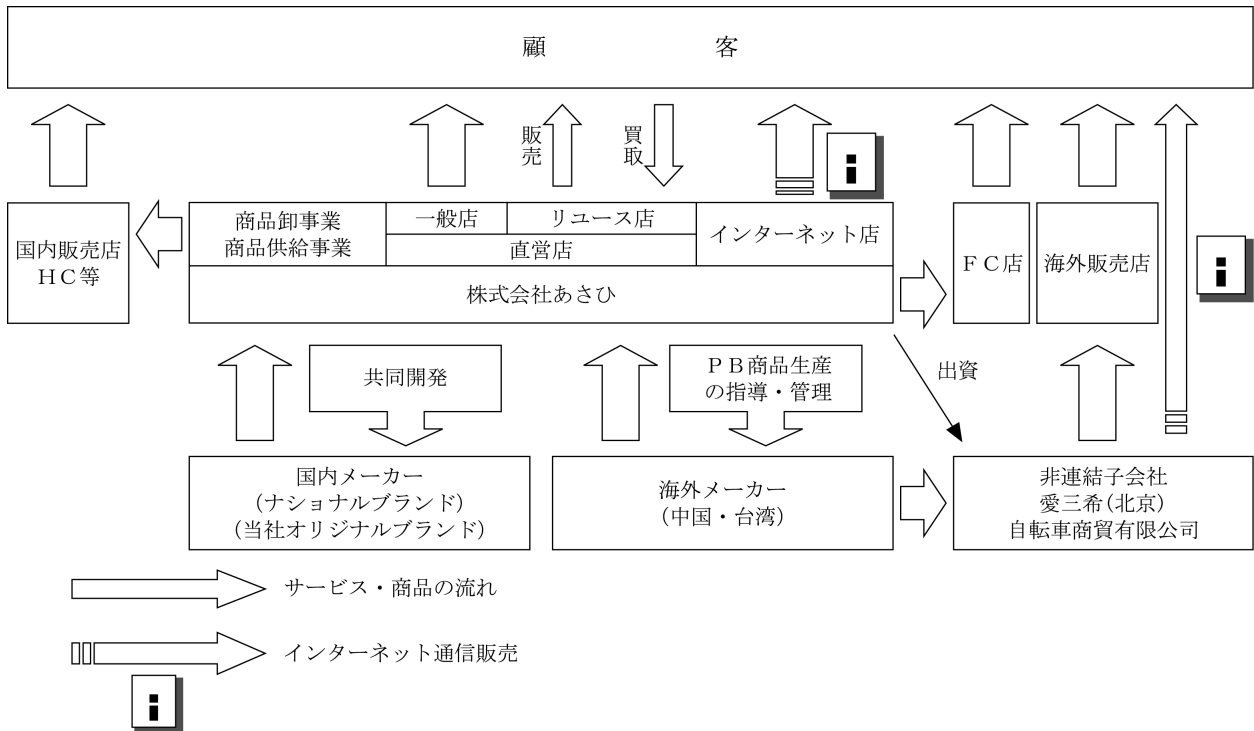 顧客
販売
買取
国内販売店
ＨＣ等
商品卸事業
商品供給事業
一般店
リユース店
直営店
インターネット店
株式会社あさひ
ＦＣ店
海外販売店
共同開発
ＰＢ商品生産
の指導・管理
出資
国内メーカー
（ナショナルブランド）
（当社オリジナルブランド）
海外メーカー
（中国・台湾）
非連結子会社
愛三希（北京）
自転車商貿有限公司
サービス・商品の流れ
インターネット通信販売